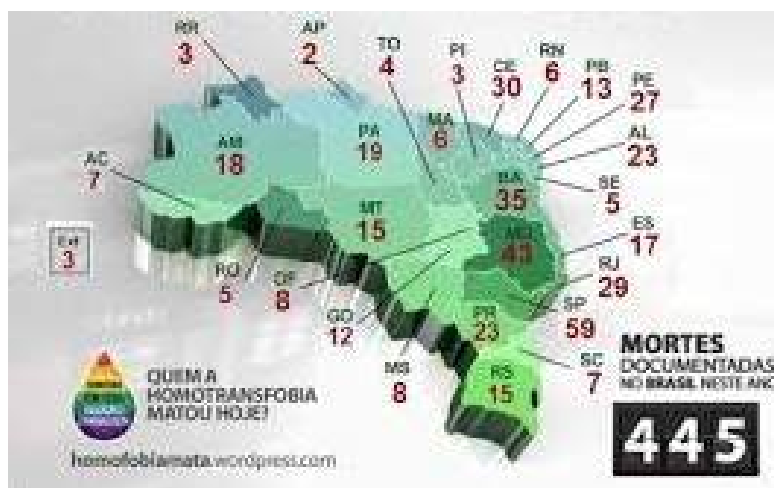 RR
3
AP
2
TO
4
PI
3
CE
30
RN
6
PB
13
PE
27
AL
23
SE
5
ES
17
RJ
29
SP
59
SC
7
AC
7
AM
18
PA
19
MA
6
BA
35
MT
15
MG
43
Ext
3
RO
5
DF
8
GO
12
MS
8
PR
23
RS
15
QUEM A
HOMOTRANSFOBIA
MATOU HOJE?
homofobiamata.wordpress.com
MORTES
DOCUMENTADAS
NO BRASIL NESTE ANO
445